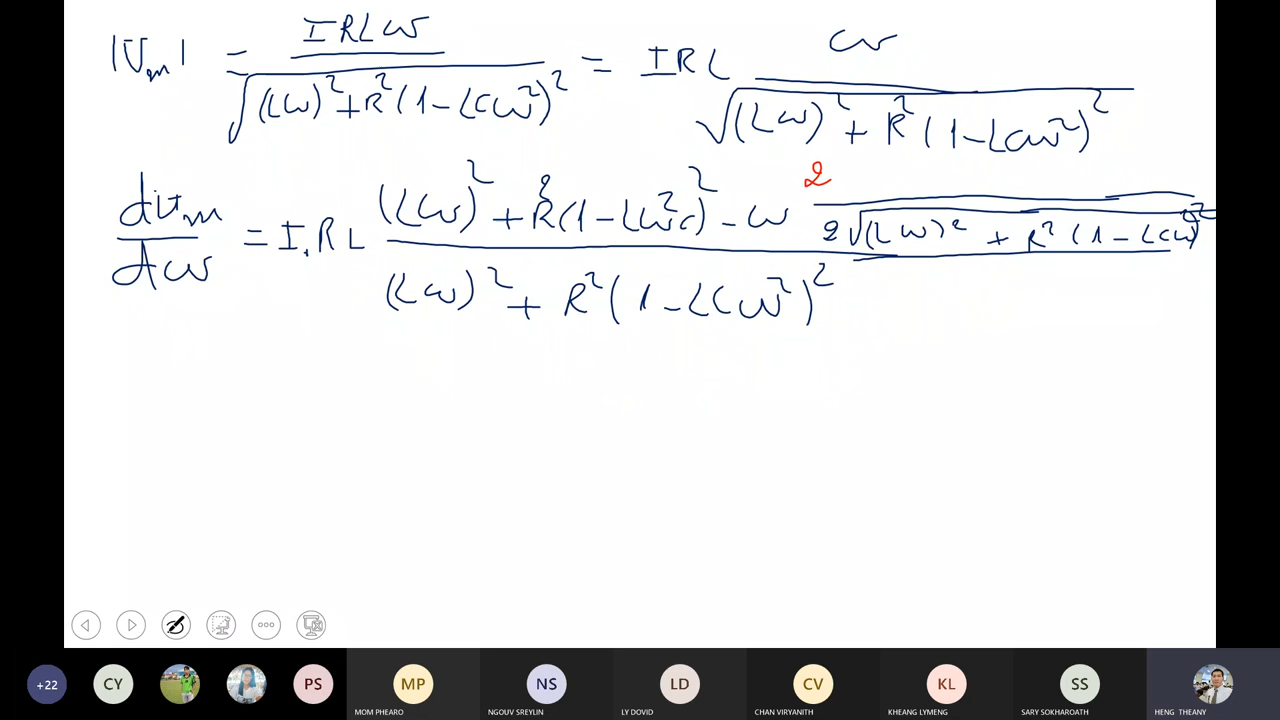 |Vm| = IRLω / √((Lω)² + R²(1 - LCω²)²) = IRL ω / √((Lω)² + R²(1 - LCω²)²)
dVm/dω = I.RL ((Lω)² + R²(1 - Lω²C)² - ω 2 / 2√((Lω)² + R²(1 - LCω²)²)) / ((Lω)² + R²(1 - LCω²)²)
+22 CY PS MP NS LD CV KL SS
MOM PHEARO NGOUV SREYLIN LY DOVID CHAN VIRYANITH KHEANG LYMENG SARY SOKHAROATH HENG THEANY